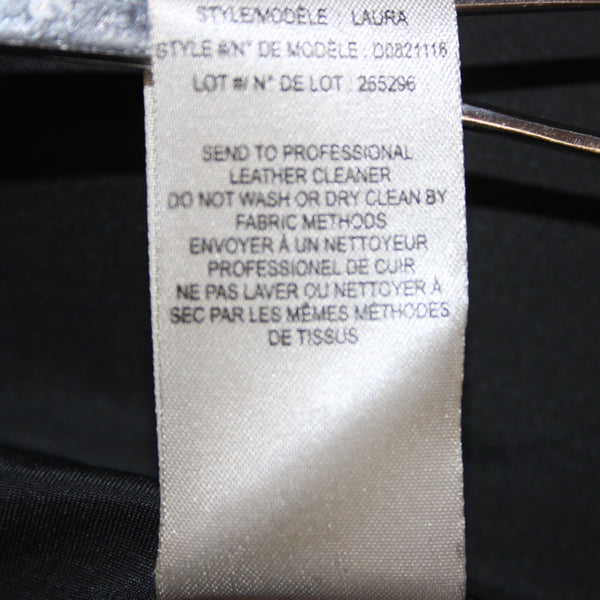 STYLE/MODÈLE : LAURA
STYLE #/N° DE MODÈLE : D0821116
LOT #/ N° DE LOT : 265296
SEND TO PROFESSIONAL
LEATHER CLEANER
DO NOT WASH OR DRY CLEAN BY
FABRIC METHODS
ENVOYER À UN NETTOYEUR
PROFESSIONEL DE CUIR
NE PAS LAVER OU NETTOYER À
SEC PAR LES MÊMES MÉTHODES
DE TISSUS